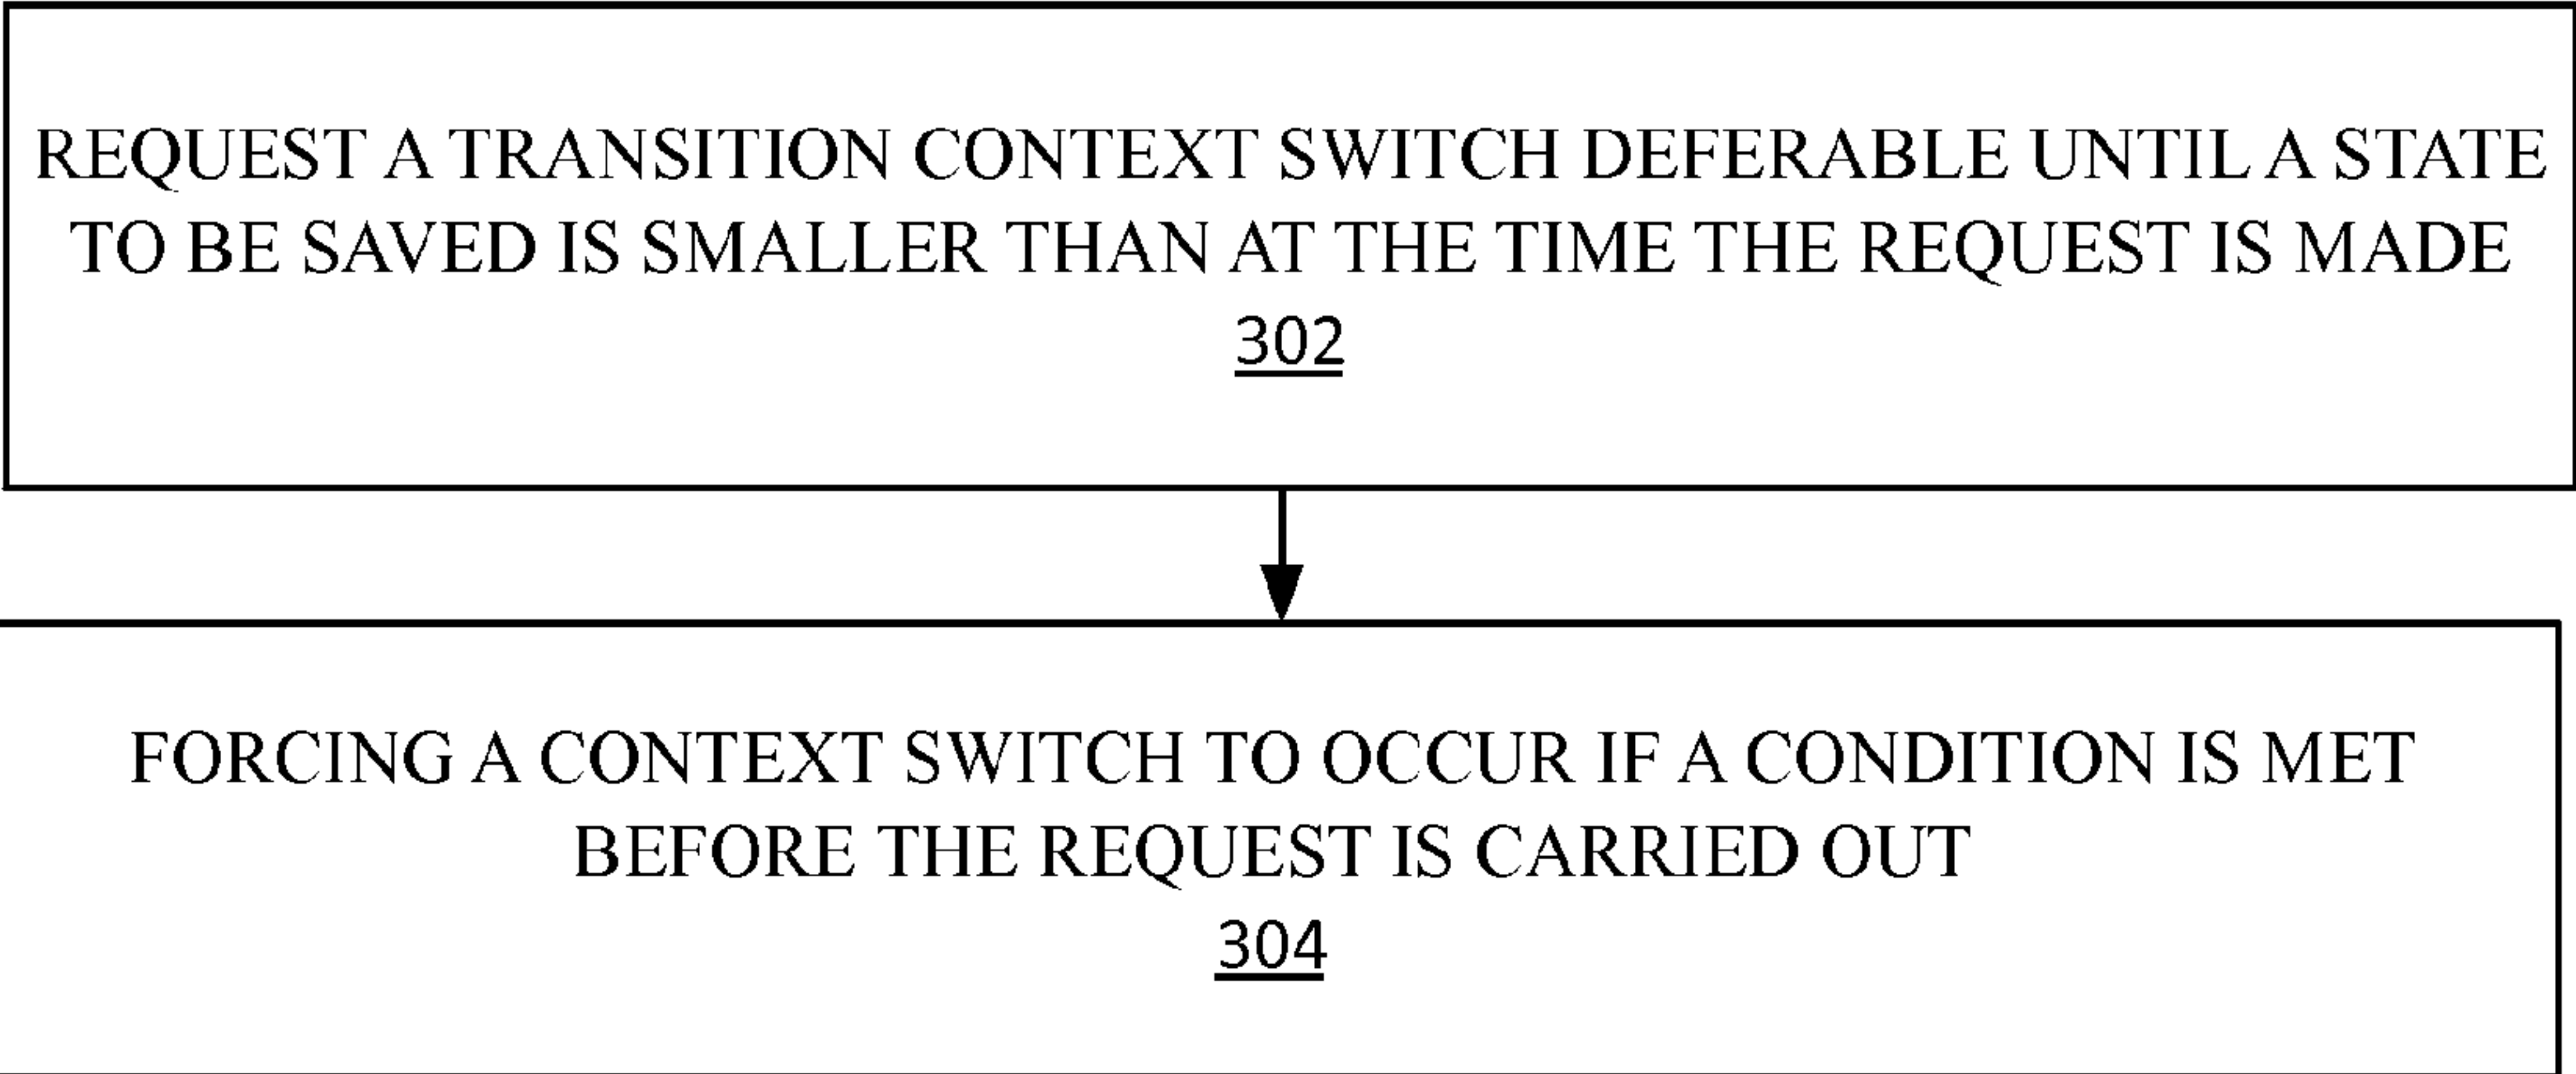 REQUEST A TRANSITION CONTEXT SWITCH DEFERABLE UNTIL A STATE
TO BE SAVED IS SMALLER THAN AT THE TIME THE REQUEST IS MADE
302
FORCING A CONTEXT SWITCH TO OCCUR IF A CONDITION IS MET
BEFORE THE REQUEST IS CARRIED OUT
304